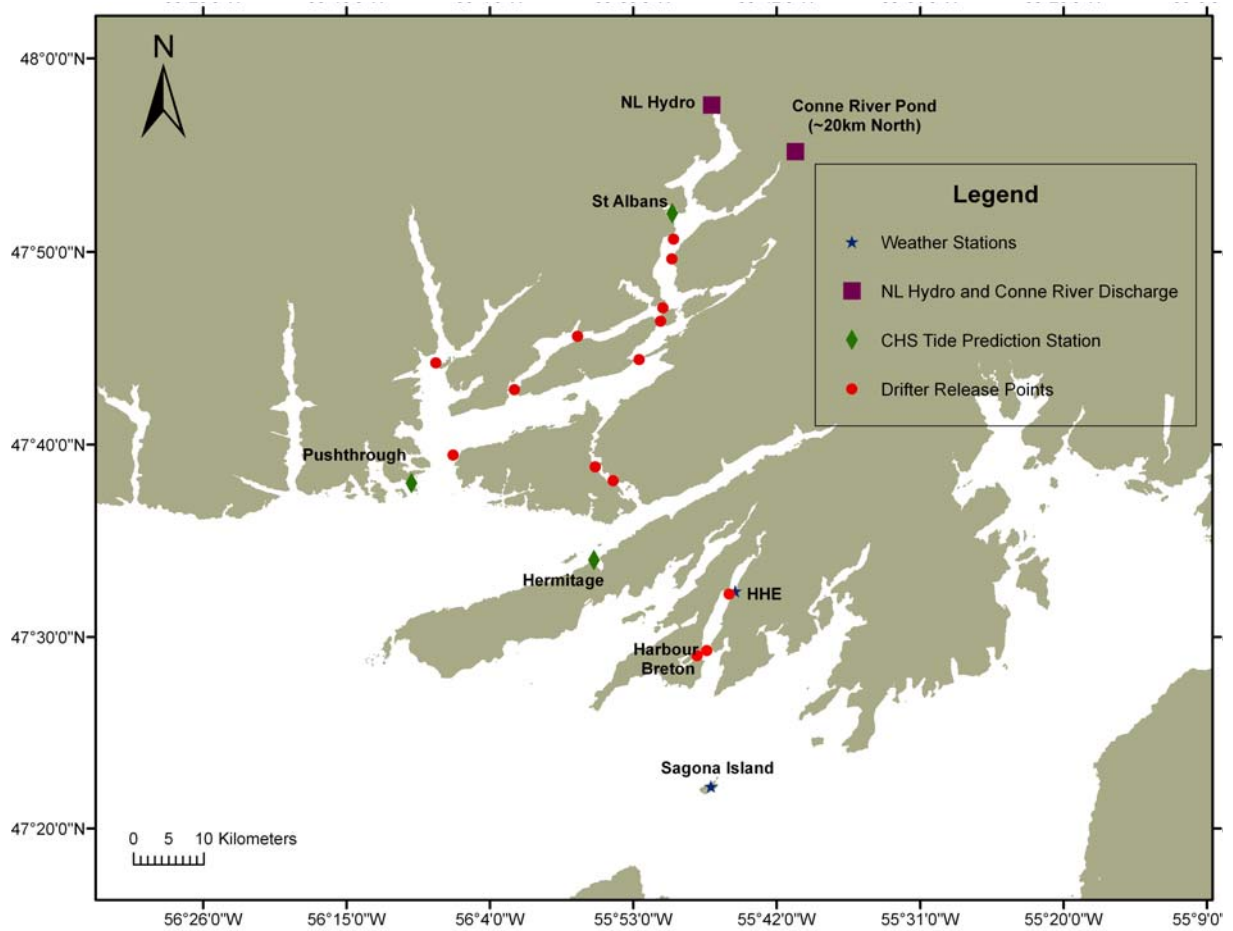 N
48°0'0"N
47°50'0"N
47°40'0"N
47°30'0"N
47°20'0"N
NL Hydro
Conne River Pond
(~20km North)
St Albans
Legend
Weather Stations
NL Hydro and Conne River Discharge
CHS Tide Prediction Station
Drifter Release Points
Pushthrough
Hermitage
HHE
Harbour
Breton
Sagona Island
0 5 10 Kilometers
56°26'0"W 56°15'0"W 56°4'0"W 55°53'0"W 55°42'0"W 55°31'0"W 55°20'0"W 55°9'0"